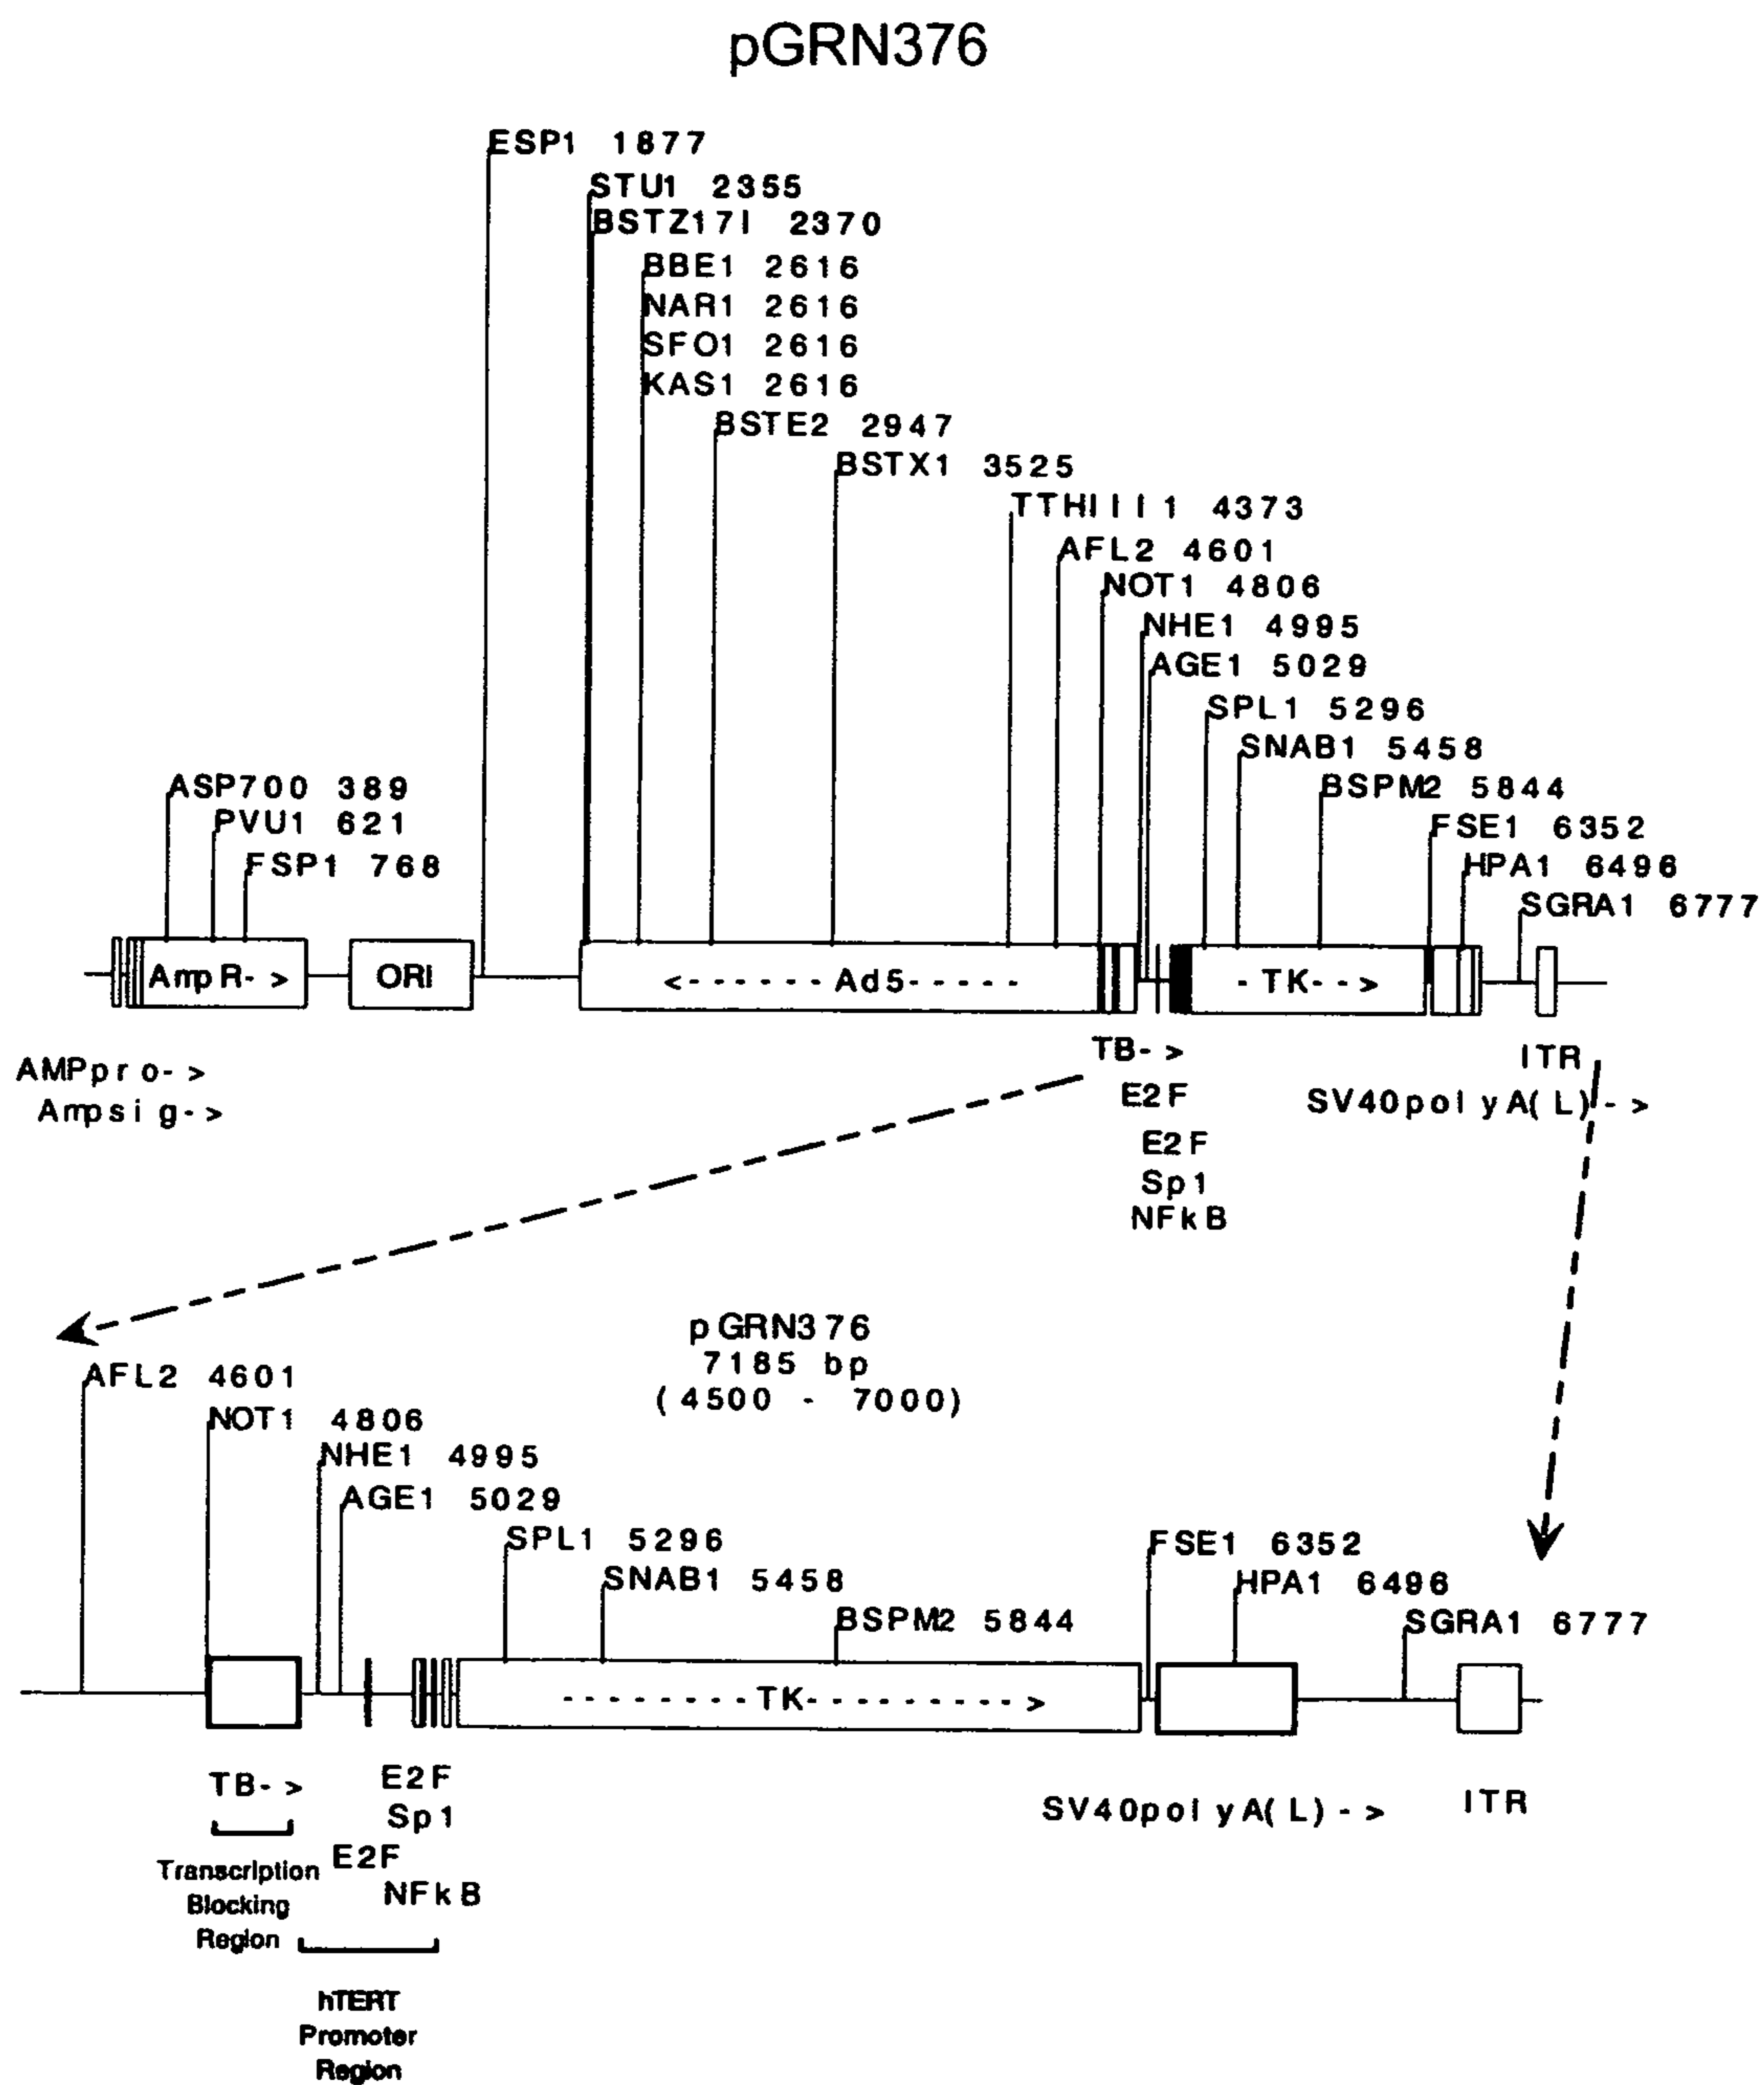 pGRN376
ESP1 1877
STU1 2355
BSTZ17I 2370
BBE1 2616
NAR1 2616
SFO1 2616
KAS1 2616
BSTE2 2947
BSTX1 3525
TTHIII1 4373
AFL2 4601
NOT1 4806
NHE1 4995
AGE1 5029
SPL1 5296
SNAB1 5458
BSPM2 5844
FSE1 6352
HPA1 6496
SGRA1 6777
ASP700 389
PVU1 621
FSP1 768
AmpR- >
ORI
<- - - - - - Ad5- - - - -
- TK- - >
TB- >
ITR
AMPpro- >
Ampsig- >
E2F
SV40polyA(L)- >
E2F
Sp1
NFkB
pGRN376
7185 bp
(4500 - 7000)
AFL2 4601
NOT1 4806
NHE1 4995
AGE1 5029
SPL1 5296
SNAB1 5458
BSPM2 5844
FSE1 6352
HPA1 6496
SGRA1 6777
- - - - - - - - TK- - - - - - - - - >
TB- >
E2F
Sp1
E2F
NFkB
SV40polyA(L)- >
ITR
Transcription
Blocking
Region
hTERT
Promoter
Region